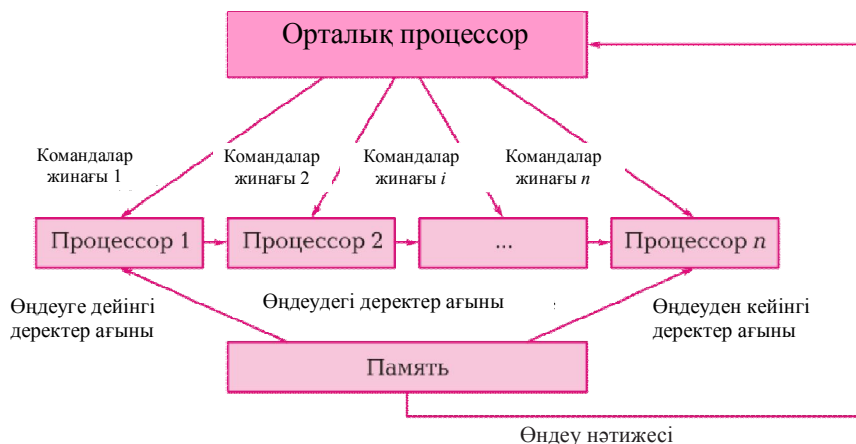 Орталық процессор
Командалар
жинағы 1
Командалар
жинағы 2
Командалар
жинағы i
Командалар
жинағы n
Процессор 1
Процессор 2
...
Процессор n
Өңдеуге дейінгі
деректер ағыны
Өңдеудегі деректер ағыны
Өңдеуден кейінгі
деректер ағыны
Память
Өңдеу нәтижесі